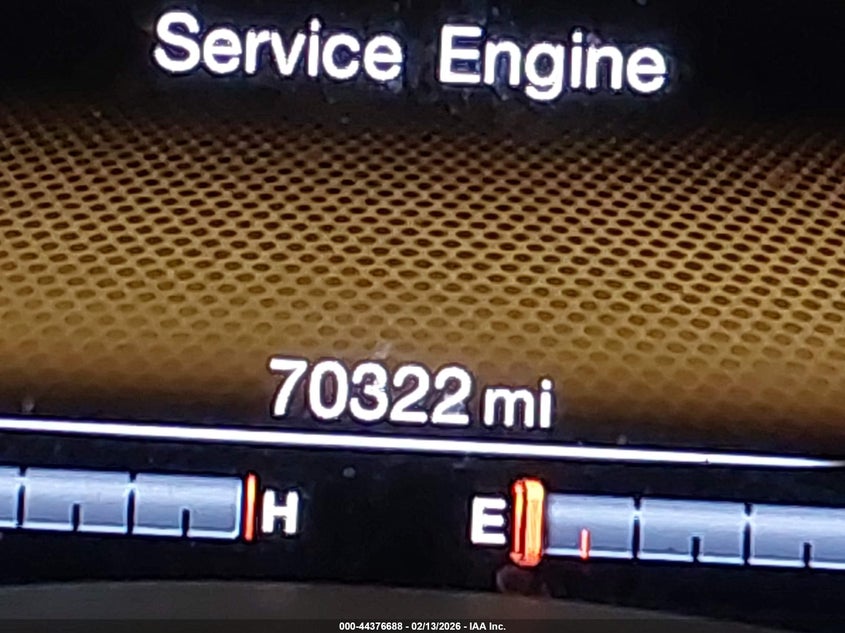 Service Engine
70322 mi
H E
000-44376688 - 02/13/2026 - IAA Inc.